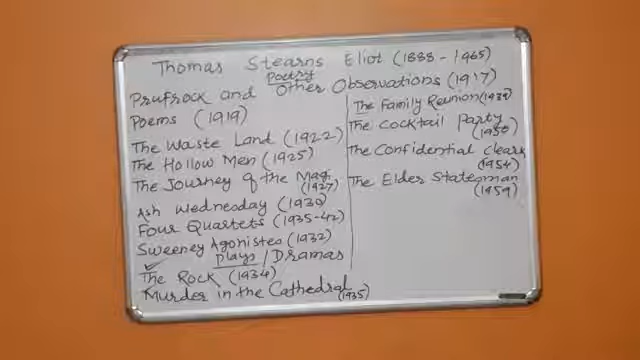 Thomas Stearns Eliot (1888-1965)
Poetry
Prufrock and Other Observations (1917)
Poems (1919)
The Waste Land (1922)
The Hollow Men (1925)
The Journey of the Mag
(1927)
Ash Wednesday (1930)
Four Quartets (1935-42)
Sweeney Agonistes (1932)
Plays / Dramas
The Rock (1934)
Murder in the Cathedral (1935)
The Family Reunion (1939)
The Cocktail Party
(1950)
The Confidential Clerk
(1954)
The Elder Statesman
(1959)